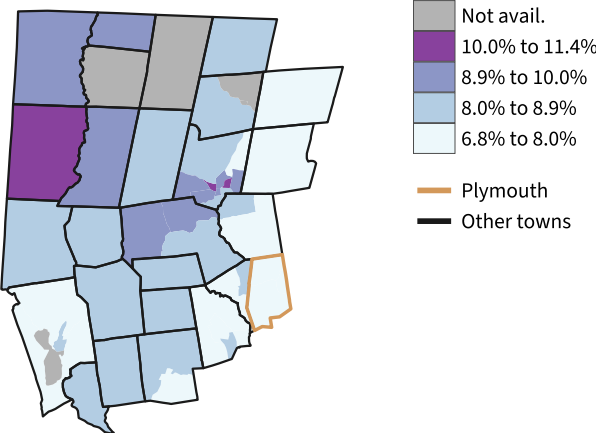 Not avail.
10.0% to 11.4%
8.9% to 10.0%
8.0% to 8.9%
6.8% to 8.0%
Plymouth
Other towns